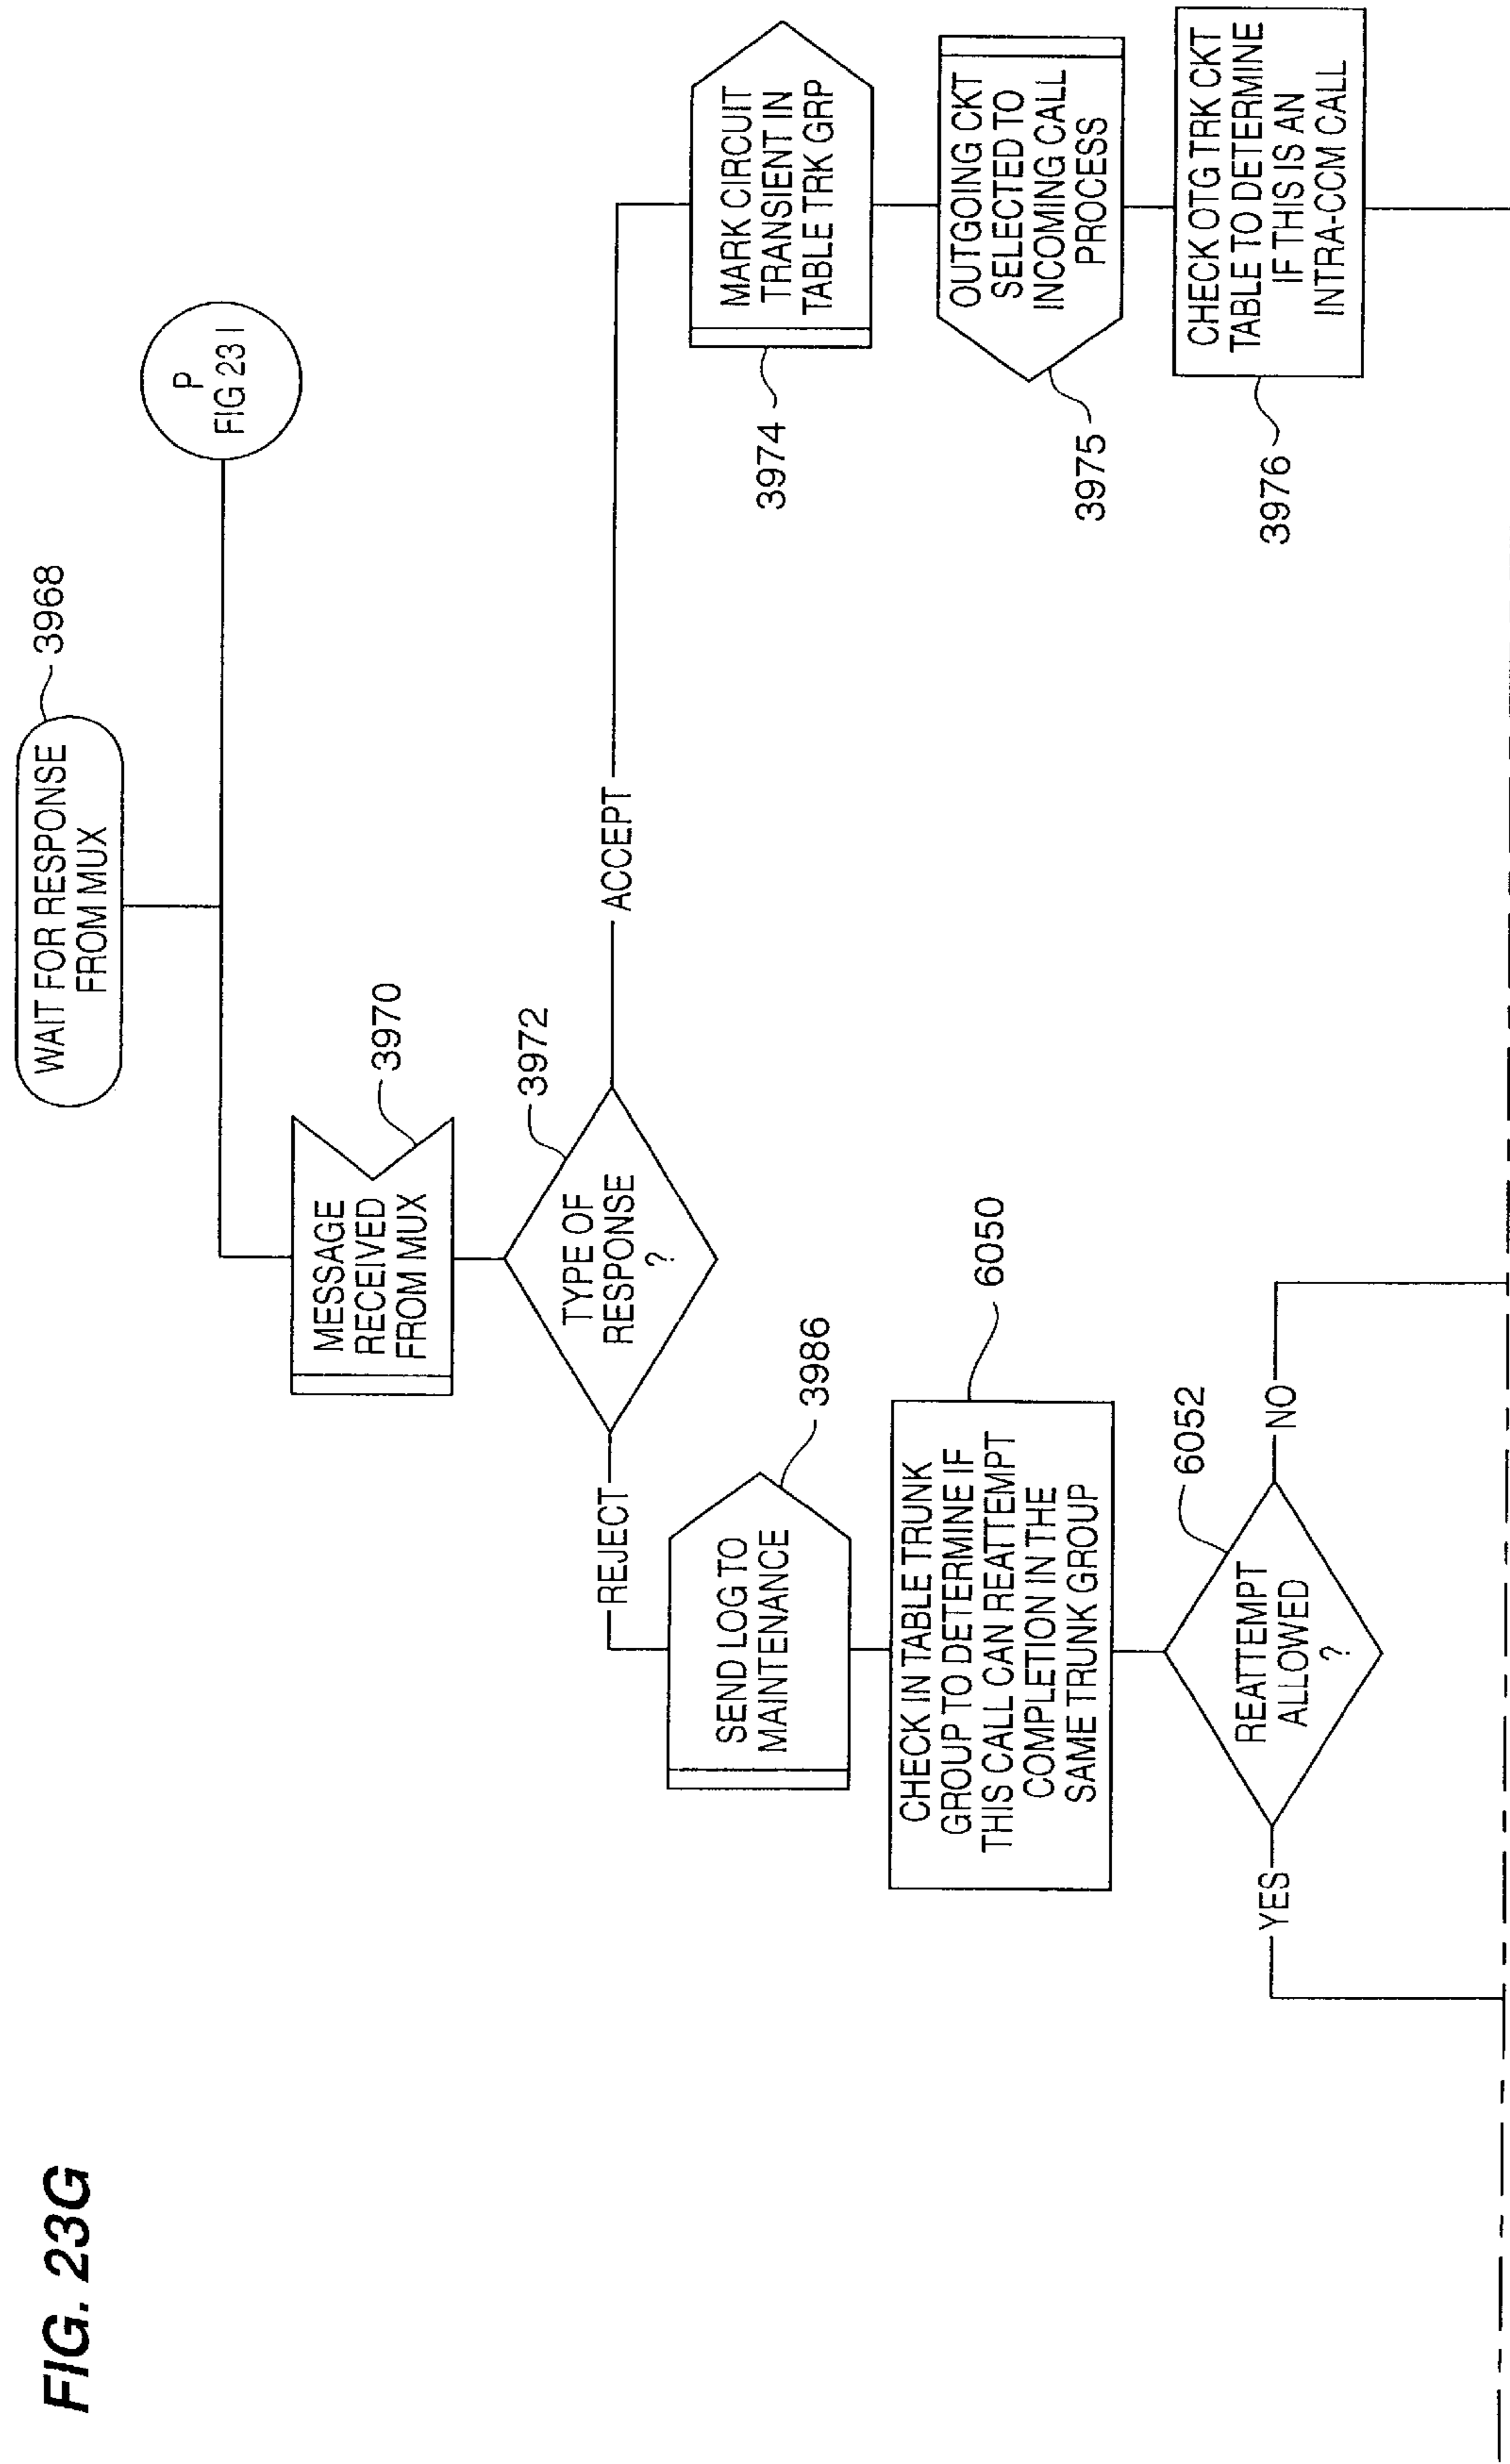 FIG. 23G
WAIT FOR RESPONSE
FROM MUX
3968
P
FIG 23 I
MESSAGE
RECEIVED
FROM MUX
3970
TYPE OF
RESPONSE
?
3972
REJECT
ACCEPT
SEND LOG TO
MAINTENANCE
3986
CHECK IN TABLE TRUNK
GROUP TO DETERMINE IF
THIS CALL CAN REATTEMPT
COMPLETION IN THE
SAME TRUNK GROUP
6050
REATTEMPT
ALLOWED
?
6052
YES
NO
MARK CIRCUIT
TRANSIENT IN
TABLE TRK GRP
3974
OUTGOING CKT
SELECTED TO
INCOMING CALL
PROCESS
3975
CHECK OTG TRK CKT
TABLE TO DETERMINE
IF THIS IS AN
INTRA-CCM CALL
3976